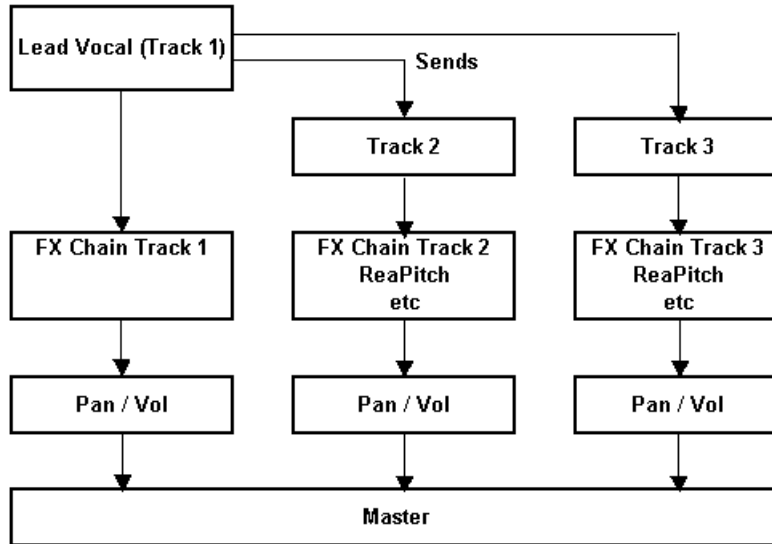 Lead Vocal (Track 1)
Sends
Track 2
Track 3
FX Chain Track 1
FX Chain Track 2
ReaPitch
etc
FX Chain Track 3
ReaPitch
etc
Pan / Vol
Pan / Vol
Pan / Vol
Master